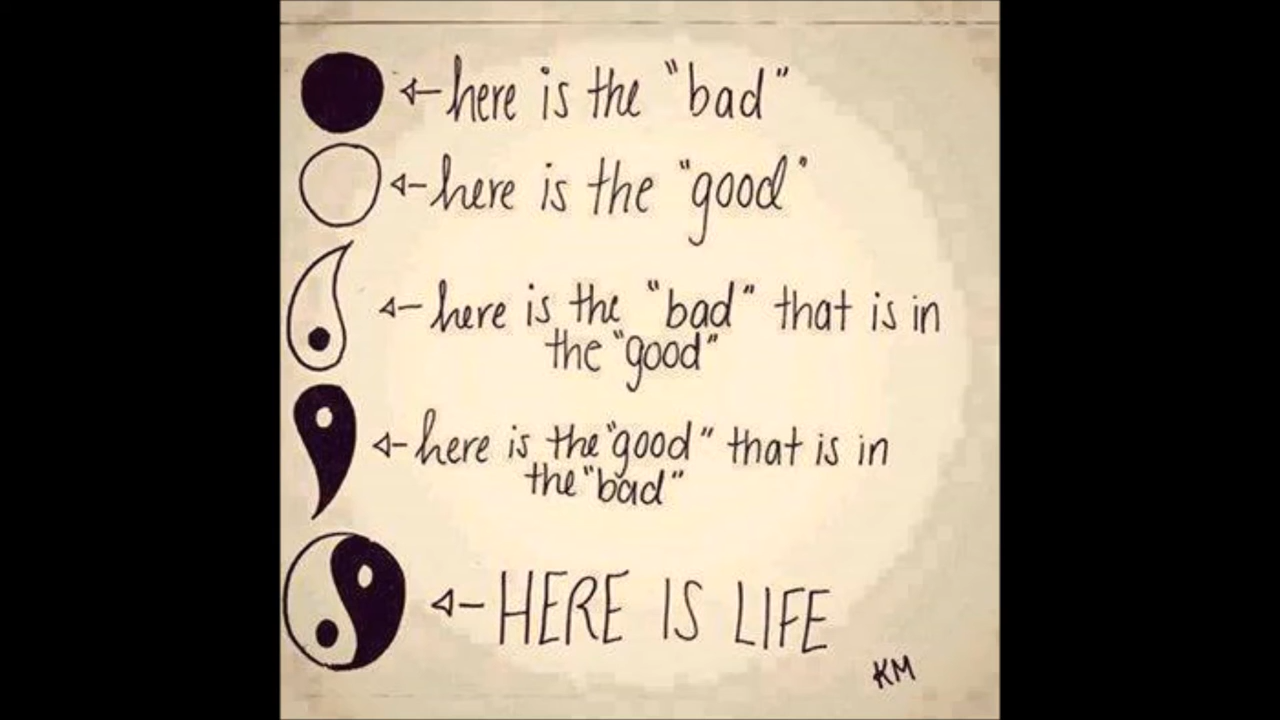 here is the "bad"
here is the "good"
here is the "bad" that is in
the "good"
here is the "good" that is in
the "bad"
HERE IS LIFE
KM